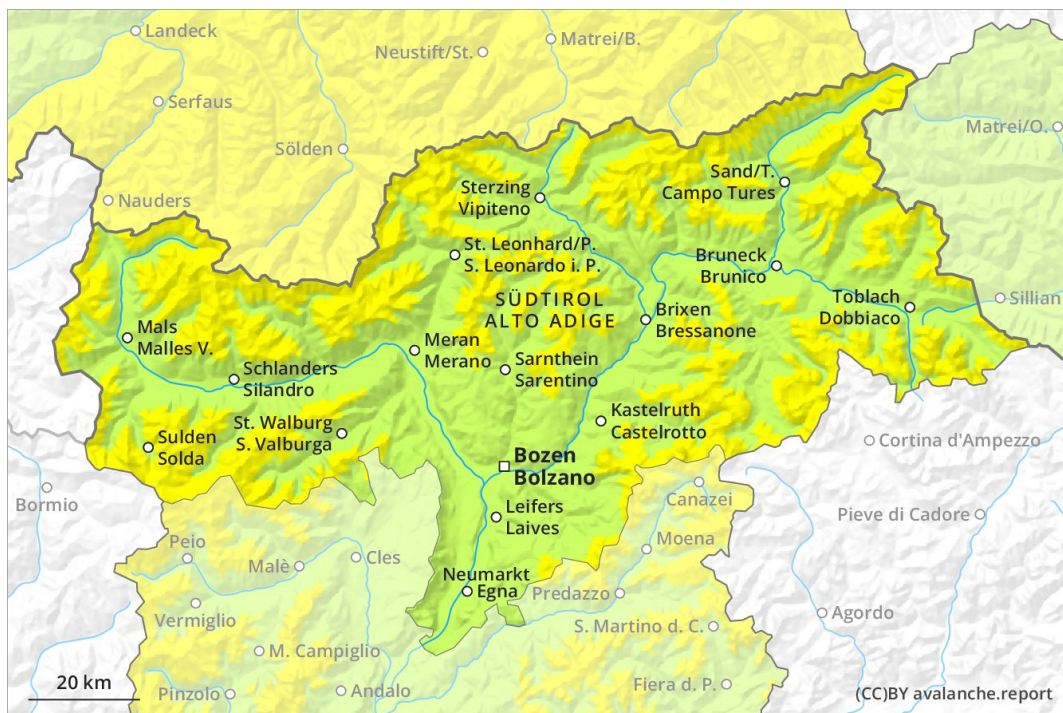 Landeck
Neustift/St.
Matrei/B.
Serfaus
Sölden
Matrei/O.
Nauders
Sand/T.
Campo Tures
Sterzing
Vipiteno
St. Leonhard/P.
S. Leonardo i. P.
Bruneck
Brunico
SÜDTIROL
ALTO ADIGE
Toblach
Dobbiaco
Sillian
Brixen
Bressanone
Mals
Malles V.
Meran
Merano
Schlanders
Silandro
Sarnthein
Sarentino
St. Walburg
S. Valburga
Kastelruth
Castelrotto
Sulden
Solda
Cortina d'Ampezzo
Bozen
Bolzano
Bormio
Canazei
Leifers
Laives
Pieve di Cadore
Moena
Peio
Malè
Cles
Neumarkt
Egna
Predazzo
Vermiglio
Agordo
S. Martino d. C.
M. Campiglio
20 km
Pinzolo
Andalo
Fiera d. P.
(CC)BY avalanche.report